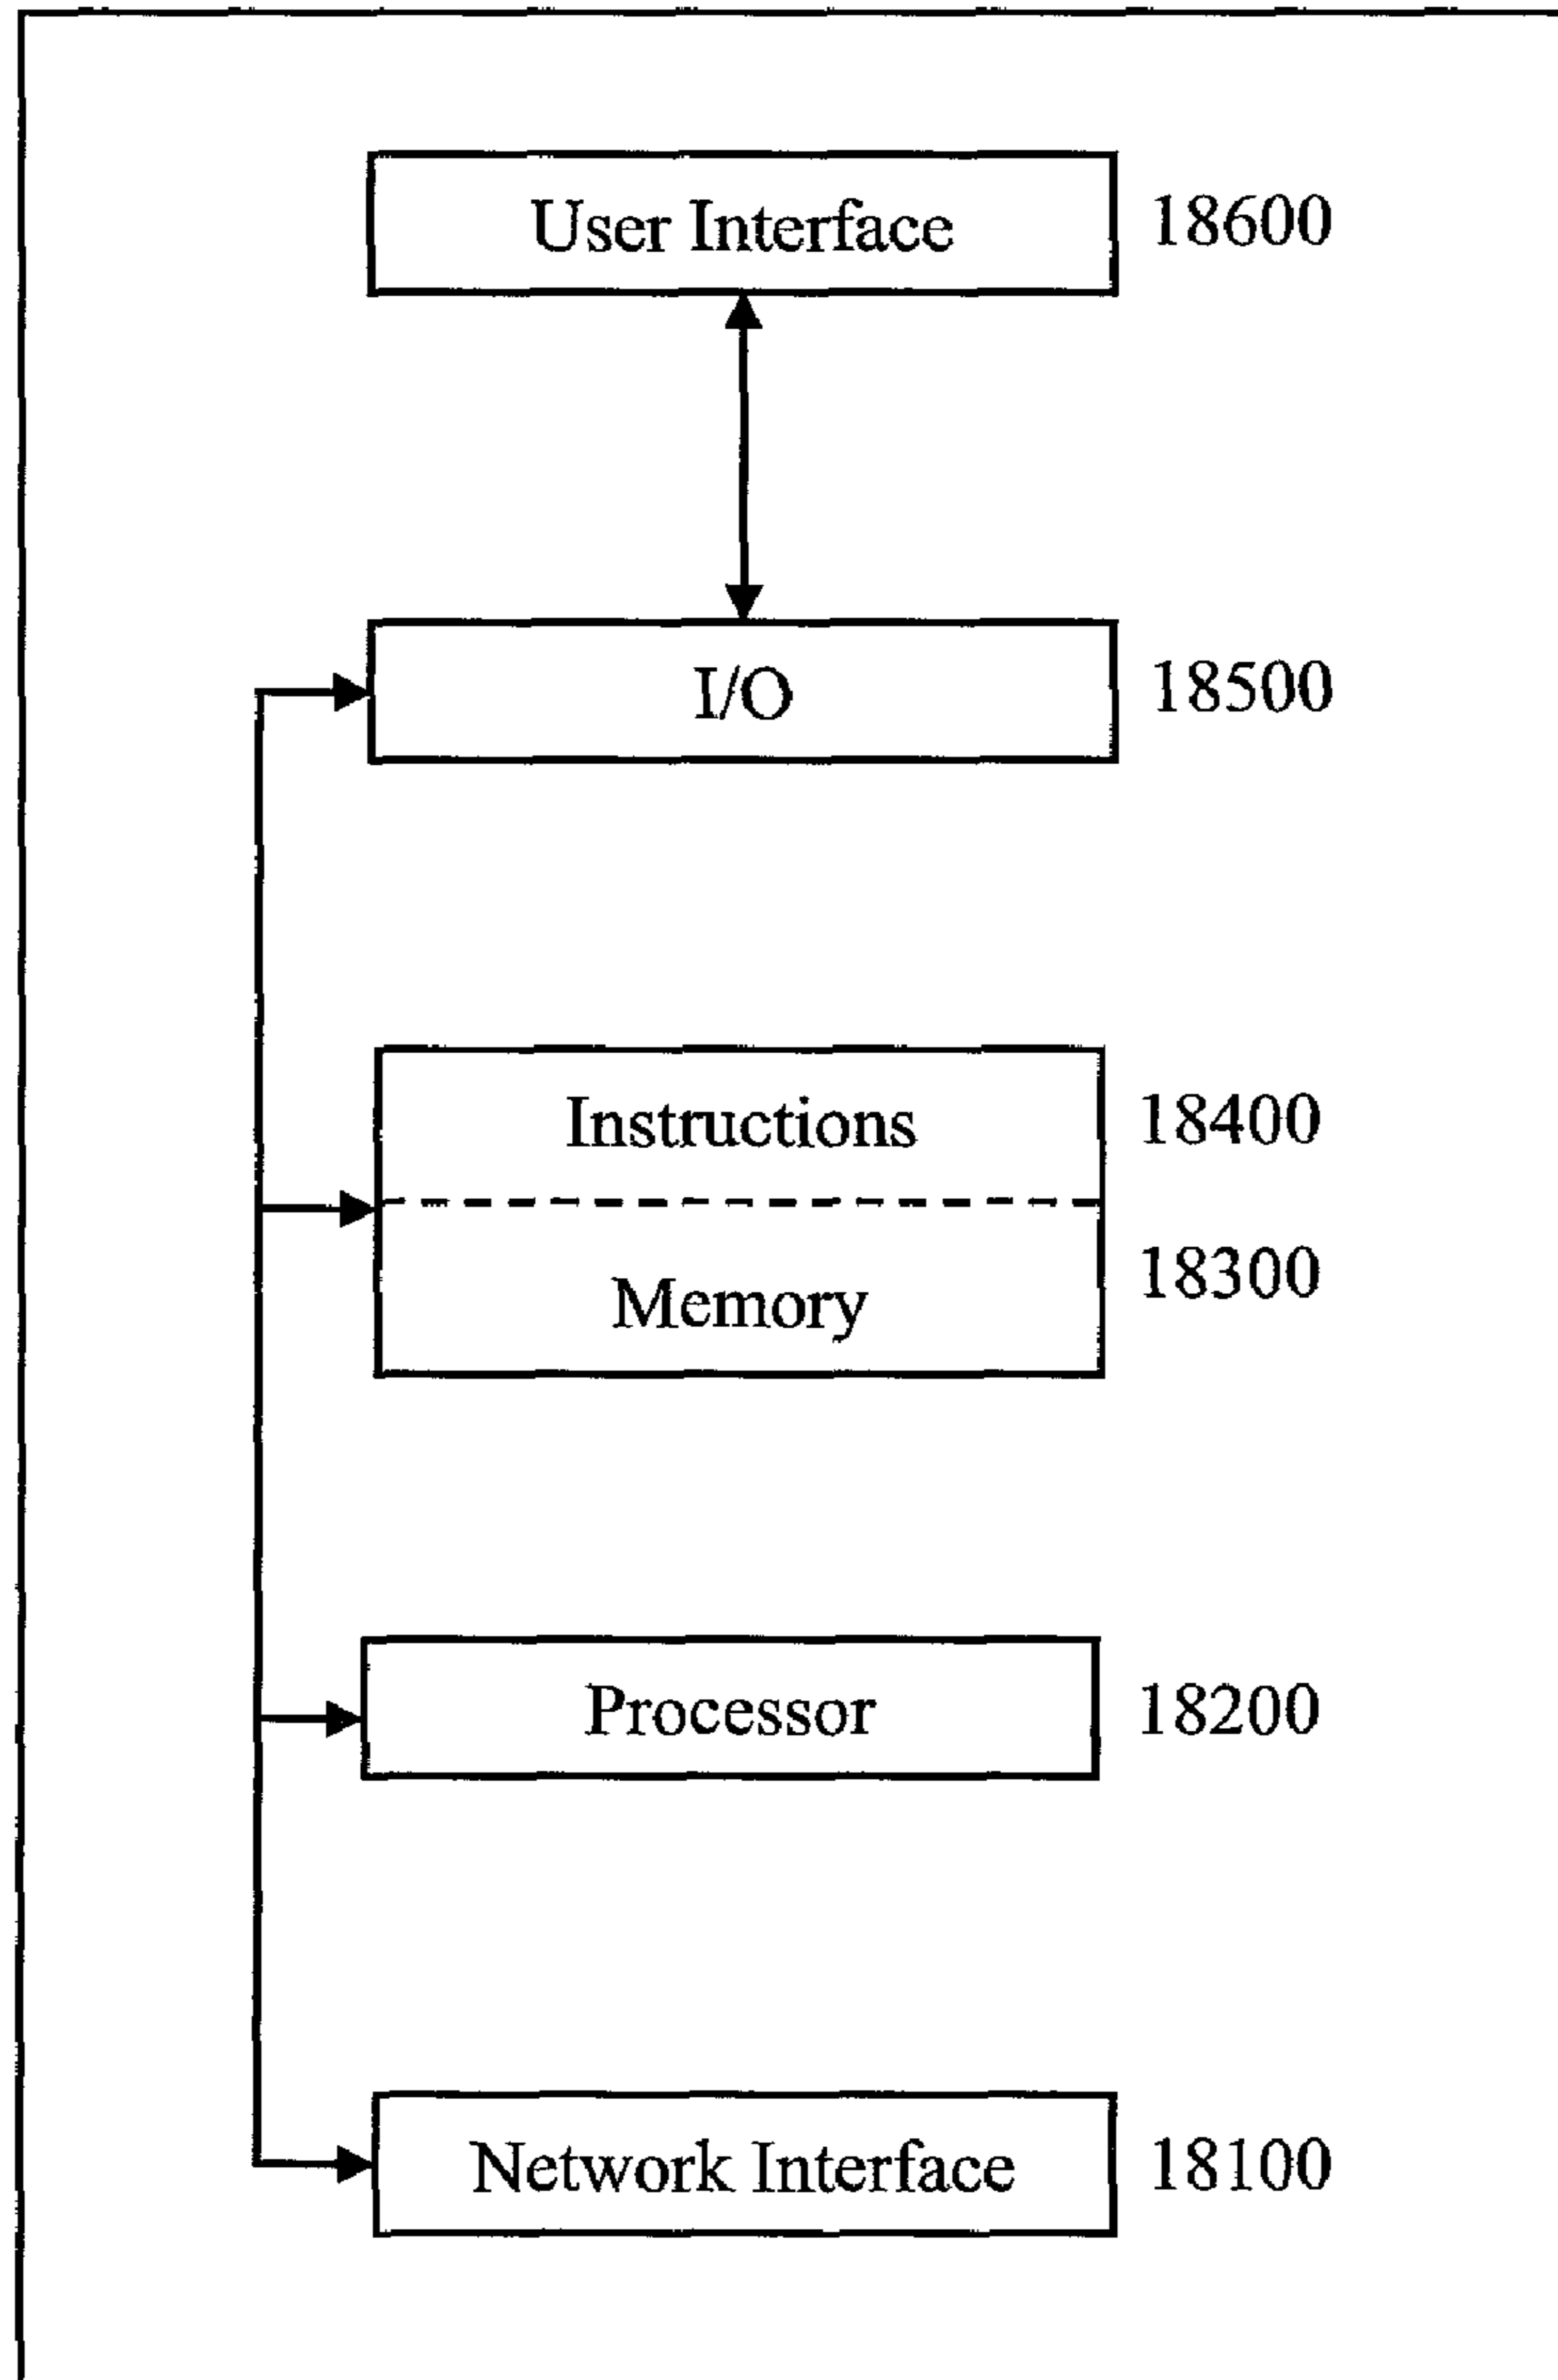 User Interface 18600
I/O 18500
Instructions 18400
Memory 18300
Processor 18200
Network Interface 18100